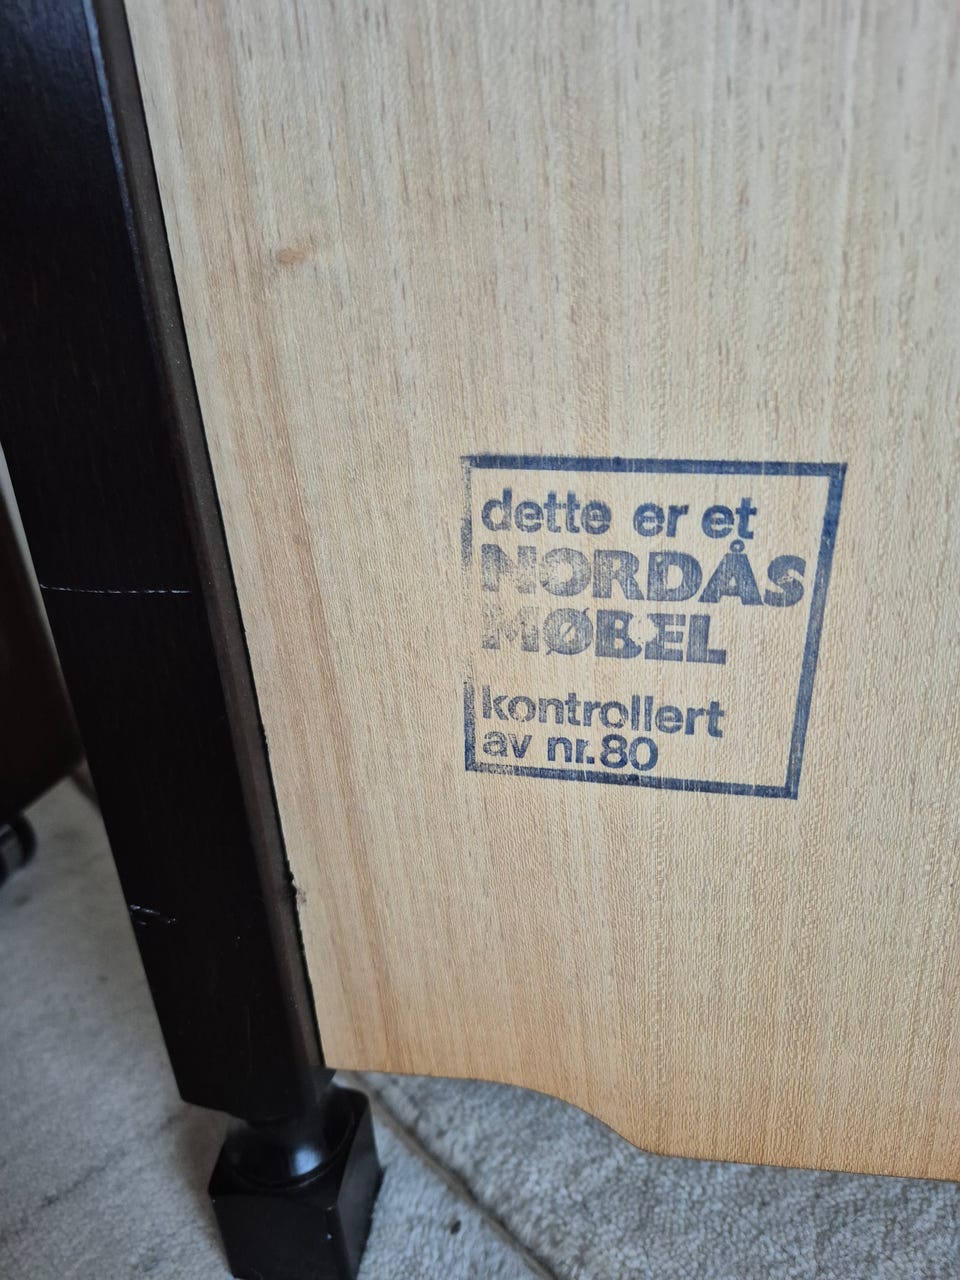 dette er et
NORDÅS
MØBEL
kontrollert
av nr. 80